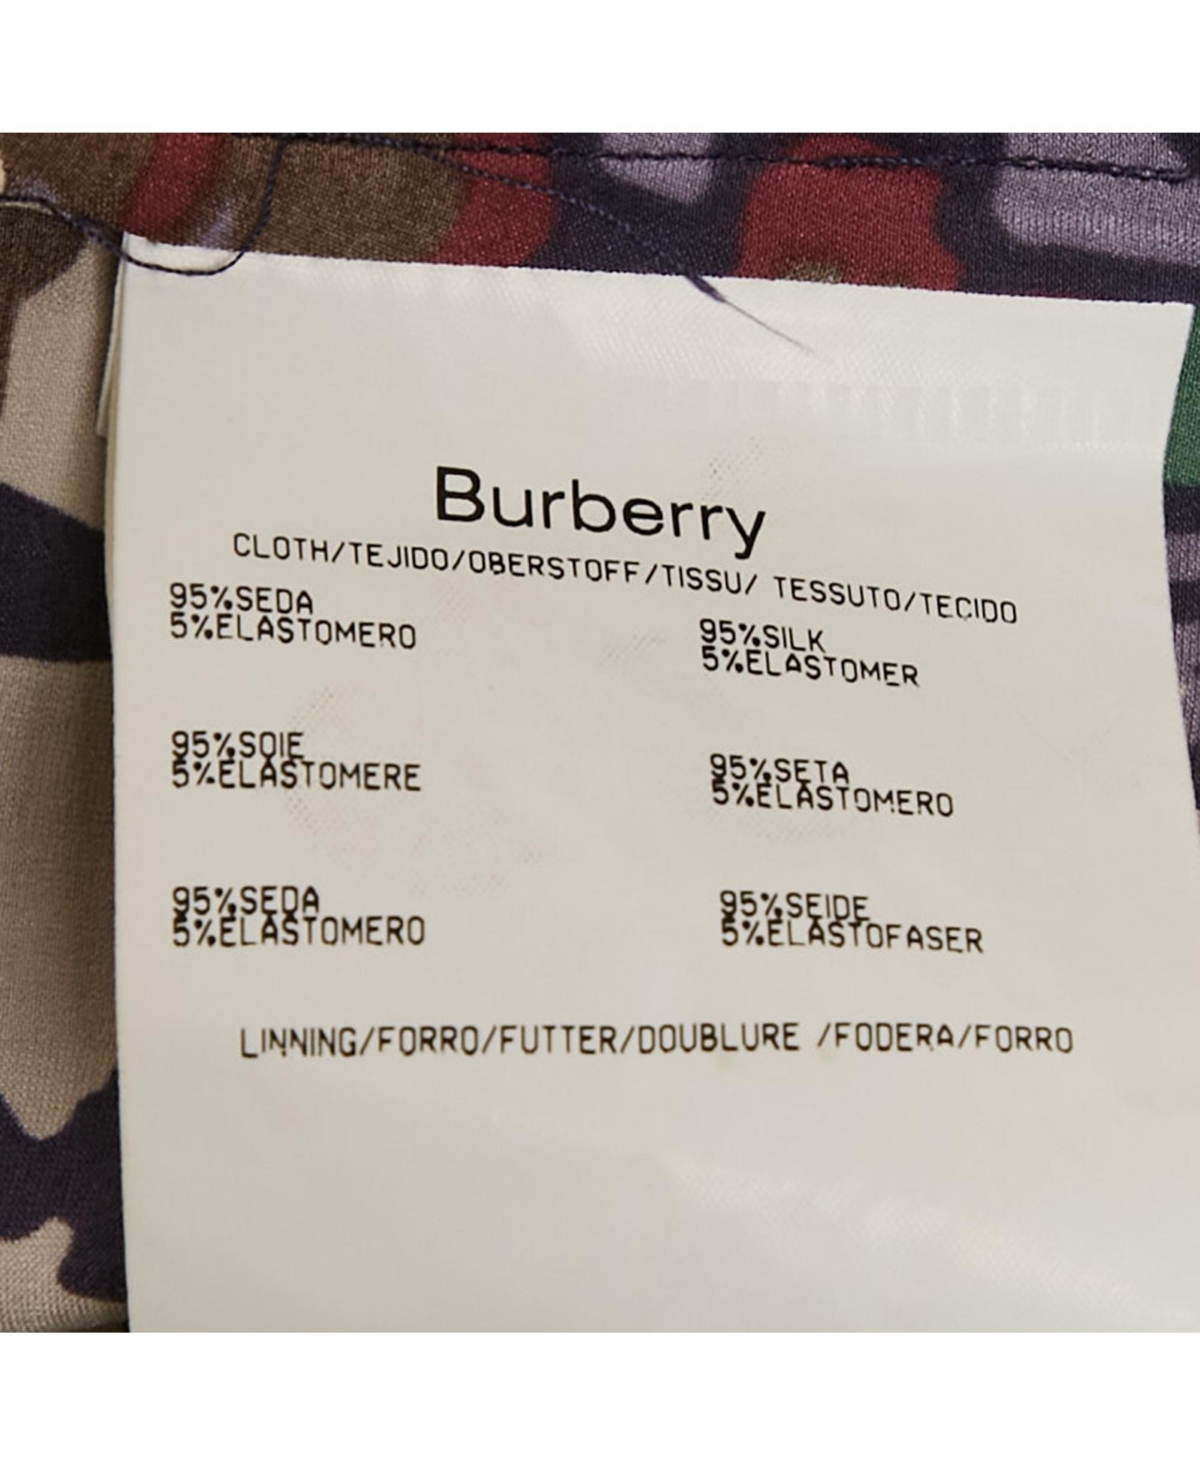 Burberry
CLOTH/TEJIDO/OBERSTOFF/TISSU/ TESSUTO/TECIDO
95%SEDA
5%ELASTOMERO
95%SILK
5%ELASTOMER
95%SOIE
5%ELASTOMERE
95%SETA
5%ELASTOMERO
95%SEDA
5%ELASTOMERO
95%SEIDE
5%ELASTOFASER
LINNING/FORRO/FUTTER/DOUBLURE /FODERA/FORRO